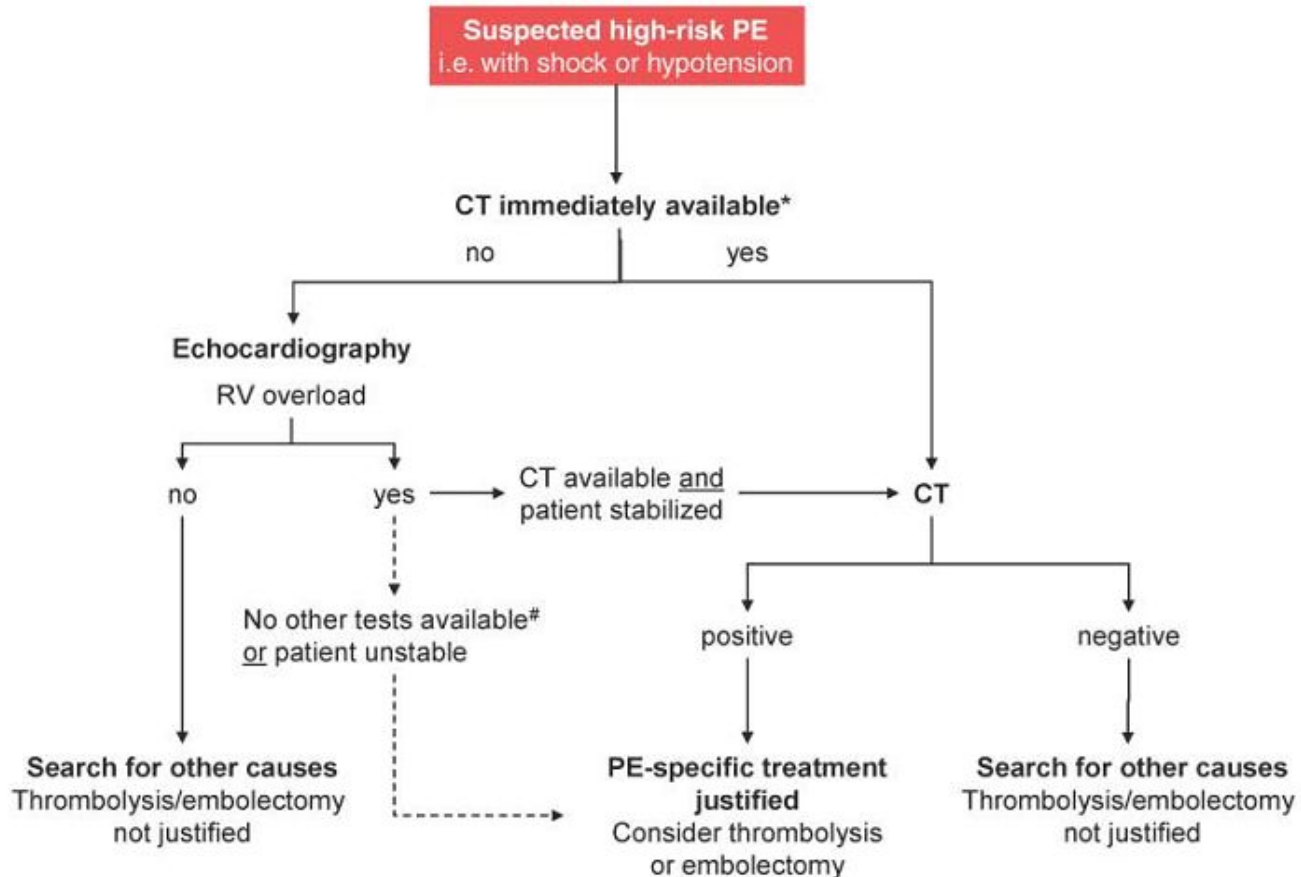 Suspected high-risk PE
i.e. with shock or hypotension
CT immediately available*
no
yes
Echocardiography
RV overload
no
yes
CT available and
patient stabilized
CT
No other tests available#
or patient unstable
positive
negative
Search for other causes
Thrombolysis/embolectomy
not justified
PE-specific treatment
justified
Consider thrombolysis
or embolectomy
Search for other causes
Thrombolysis/embolectomy
not justified